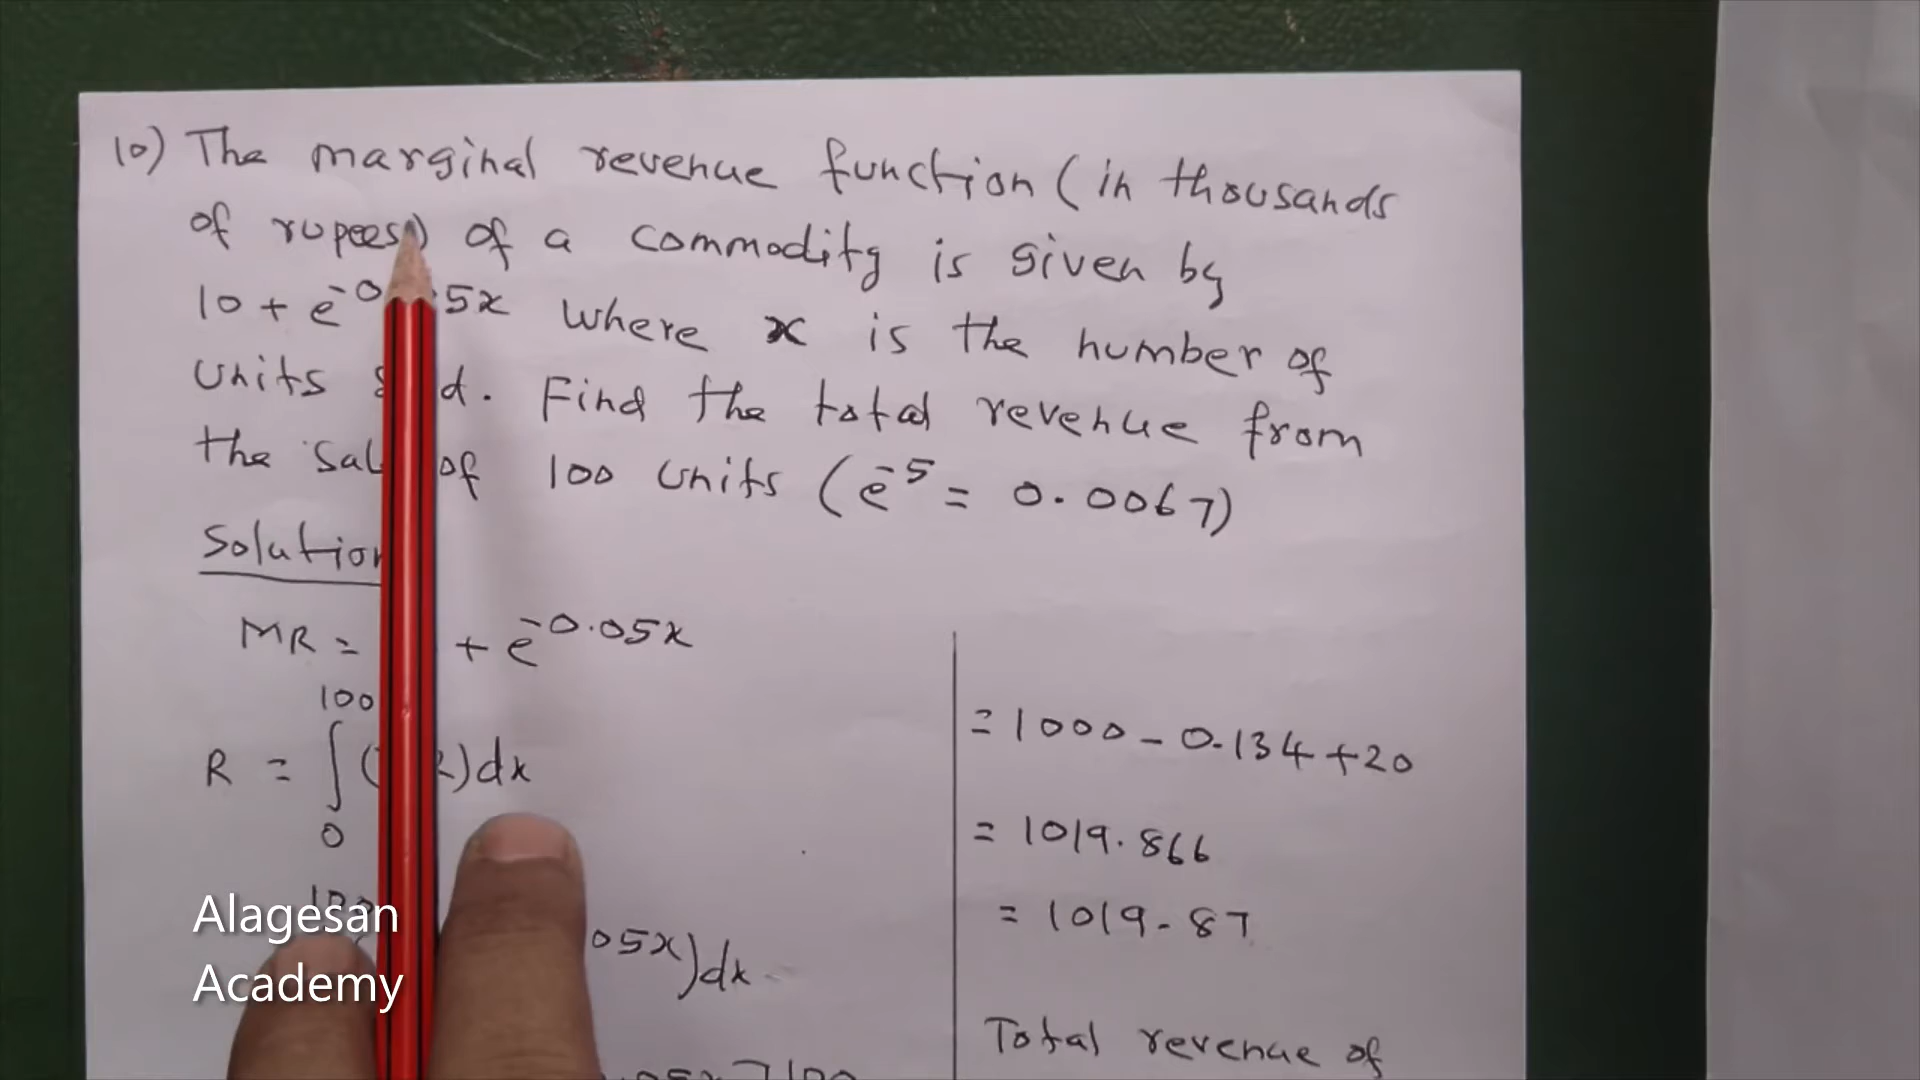 10) The marginal revenue function (in thousands
of rupees) of a commodity is given by
10 + e^-0. 5x where x is the number of
units d. Find the total revenue from
the of 100 units (e^-5 = 0.0067)
Solution
MR = + e^-0.05x
100
R = ∫ ( )dx
0
05x)dx
= 1000 - 0.134 + 20
= 1019.866
= 1019.87
Total revenue of
Alagesan
Academy